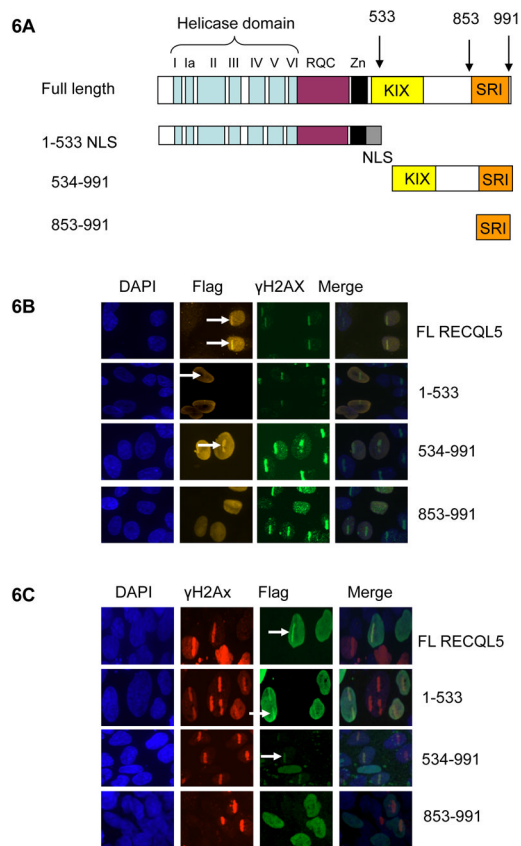 6A
Helicase domain
533
853
991
I Ia II III IV V VI RQC Zn
Full length
KIX
SRI
1-533 NLS
NLS
534-991
KIX
SRI
853-991
SRI
6B
DAPI Flag γH2AX Merge
FL RECQL5
1-533
534-991
853-991
6C
DAPI γH2Ax Flag Merge
FL RECQL5
1-533
534-991
853-991